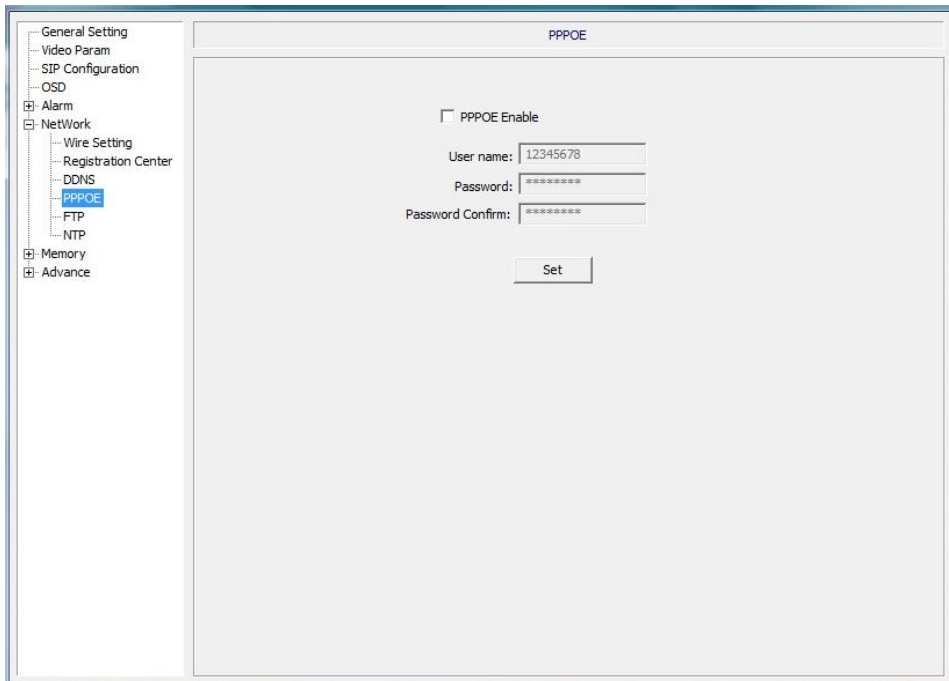 General Setting
Video Param
SIP Configuration
OSD
Alarm
NetWork
Wire Setting
Registration Center
DDNS
PPPOE
FTP
NTP
Memory
Advance
PPPOE
PPPOE Enable
User name: 12345678
Password: ********
Password Confirm: ********
Set